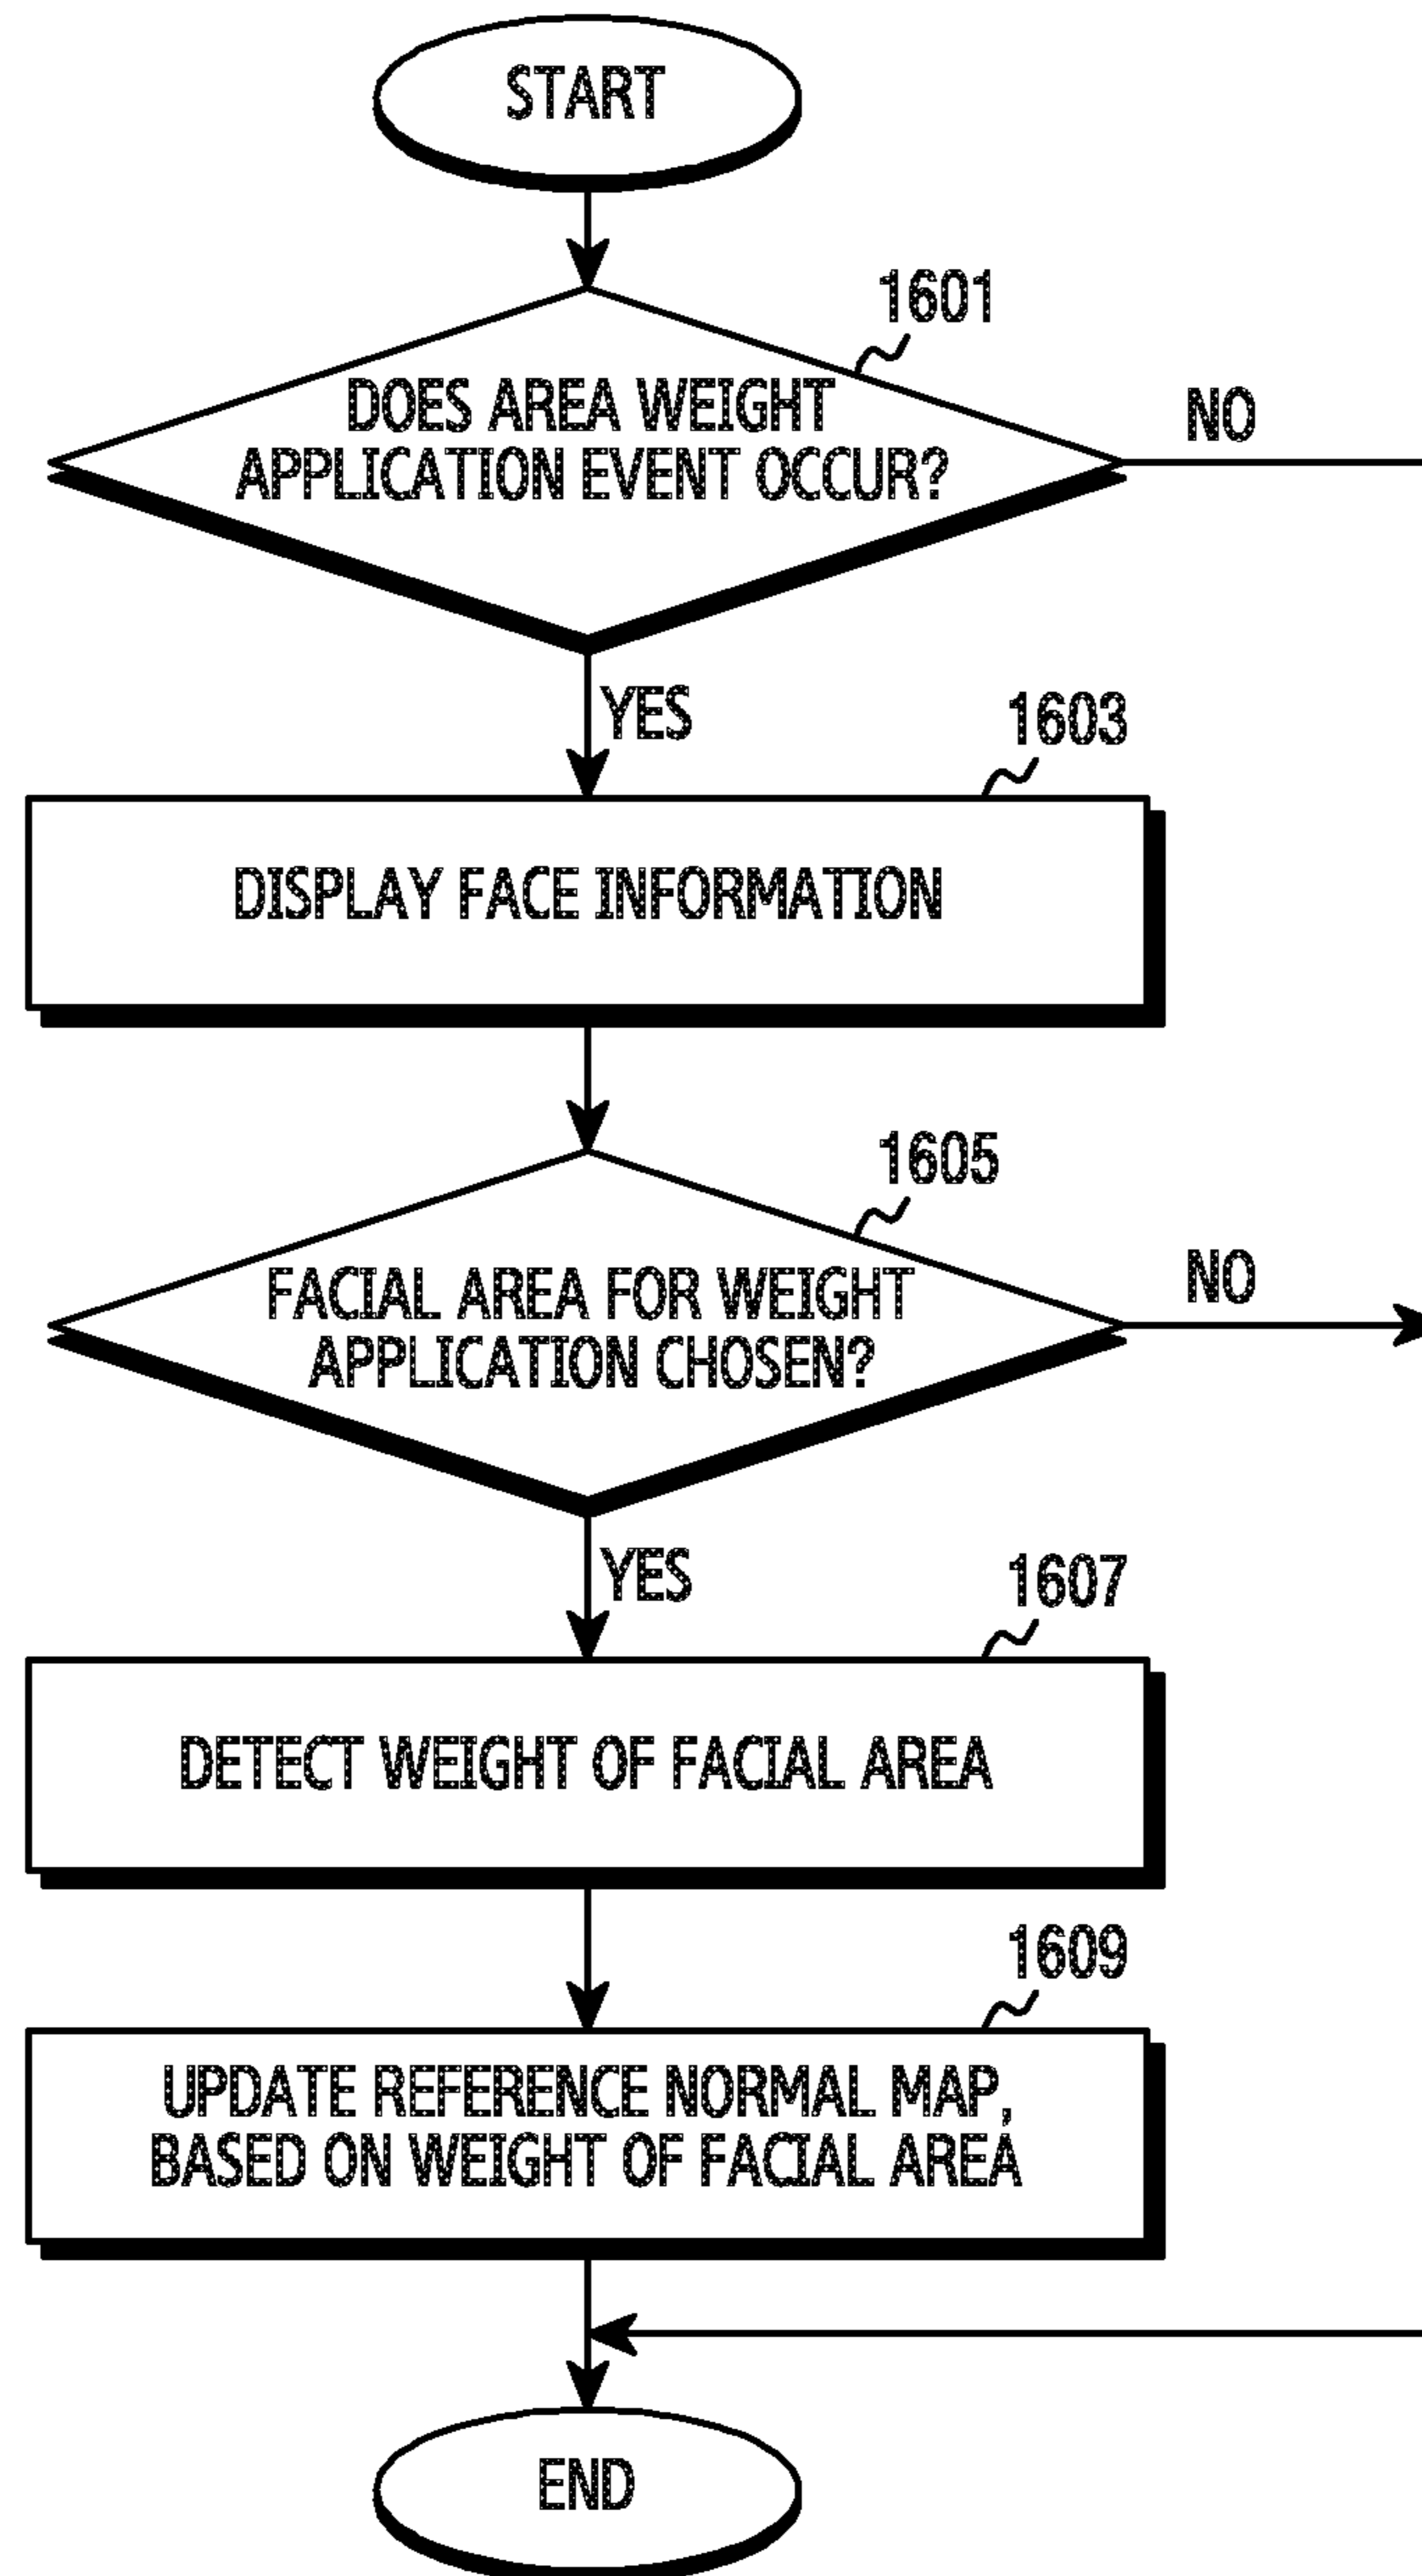 START
1601
DOES AREA WEIGHT
APPLICATION EVENT OCCUR?
NO
YES
1603
DISPLAY FACE INFORMATION
1605
FACIAL AREA FOR WEIGHT
APPLICATION CHOSEN?
NO
YES
1607
DETECT WEIGHT OF FACIAL AREA
1609
UPDATE REFERENCE NORMAL MAP,
BASED ON WEIGHT OF FACIAL AREA
END